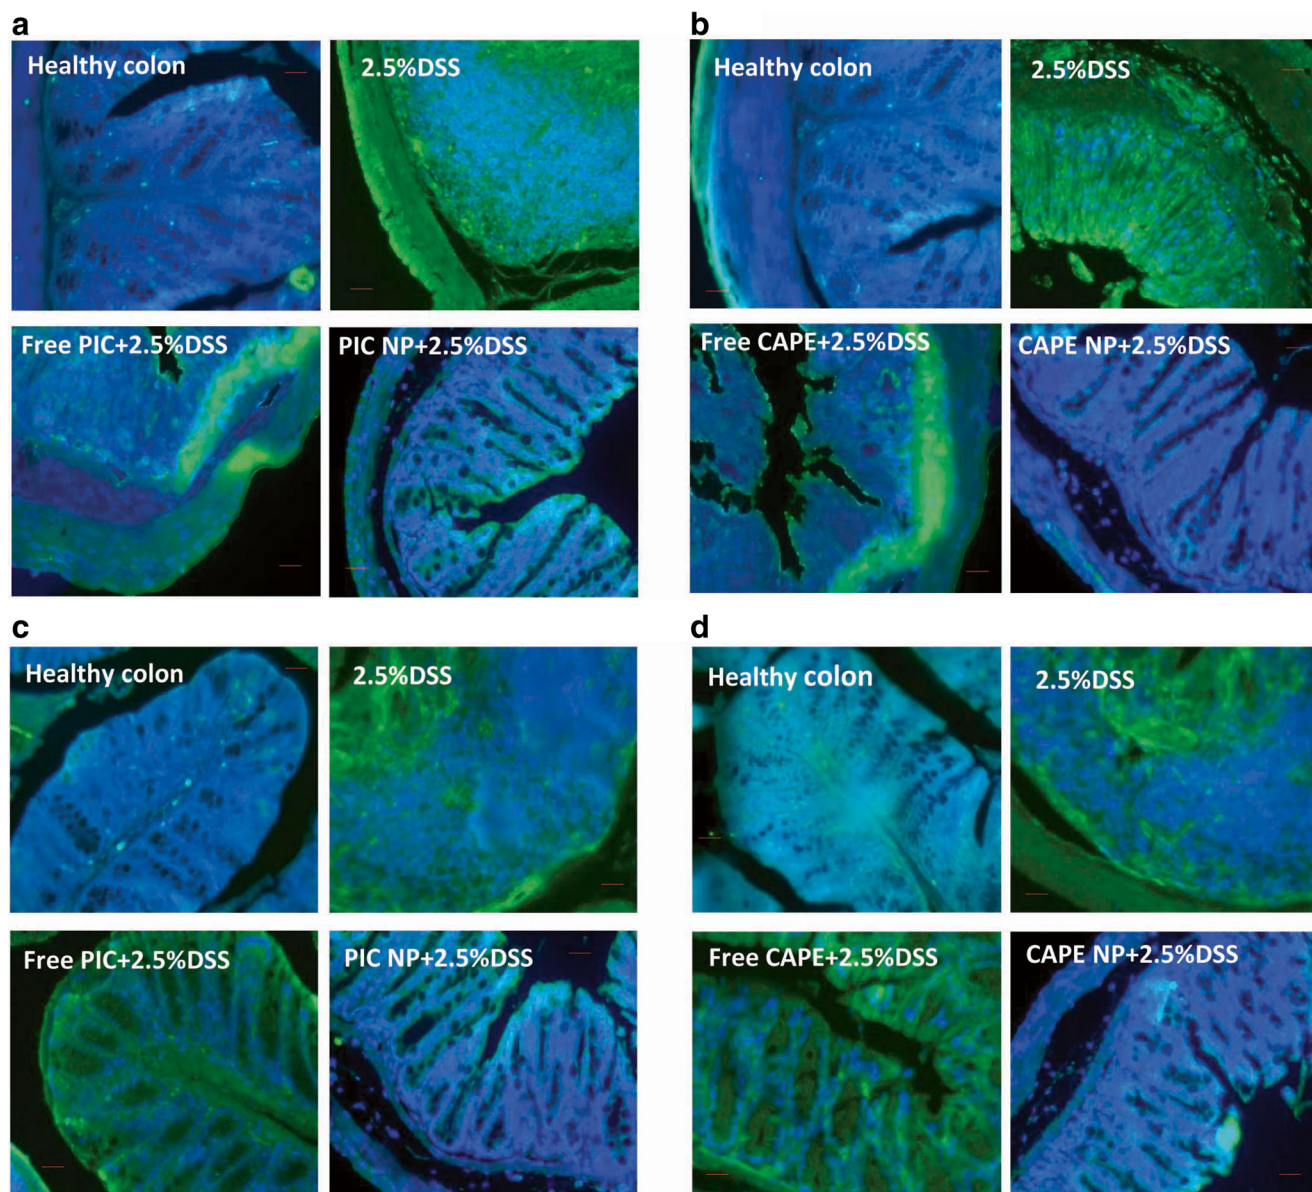 a
Healthy colon
2.5%DSS
Free PIC+2.5%DSS
PIC NP+2.5%DSS
b
Healthy colon
2.5%DSS
Free CAPE+2.5%DSS
CAPE NP+2.5%DSS
c
Healthy colon
2.5%DSS
Free PIC+2.5%DSS
PIC NP+2.5%DSS
d
Healthy colon
2.5%DSS
Free CAPE+2.5%DSS
CAPE NP+2.5%DSS